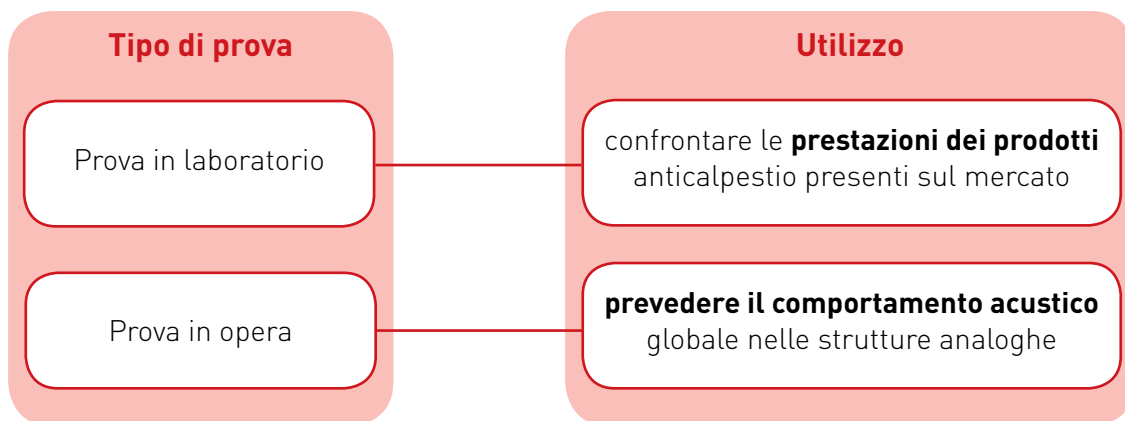 Tipo di prova
Utilizzo
Prova in laboratorio
confrontare le prestazioni dei prodotti
anticalpestio presenti sul mercato
Prova in opera
prevedere il comportamento acustico
globale nelle strutture analoghe